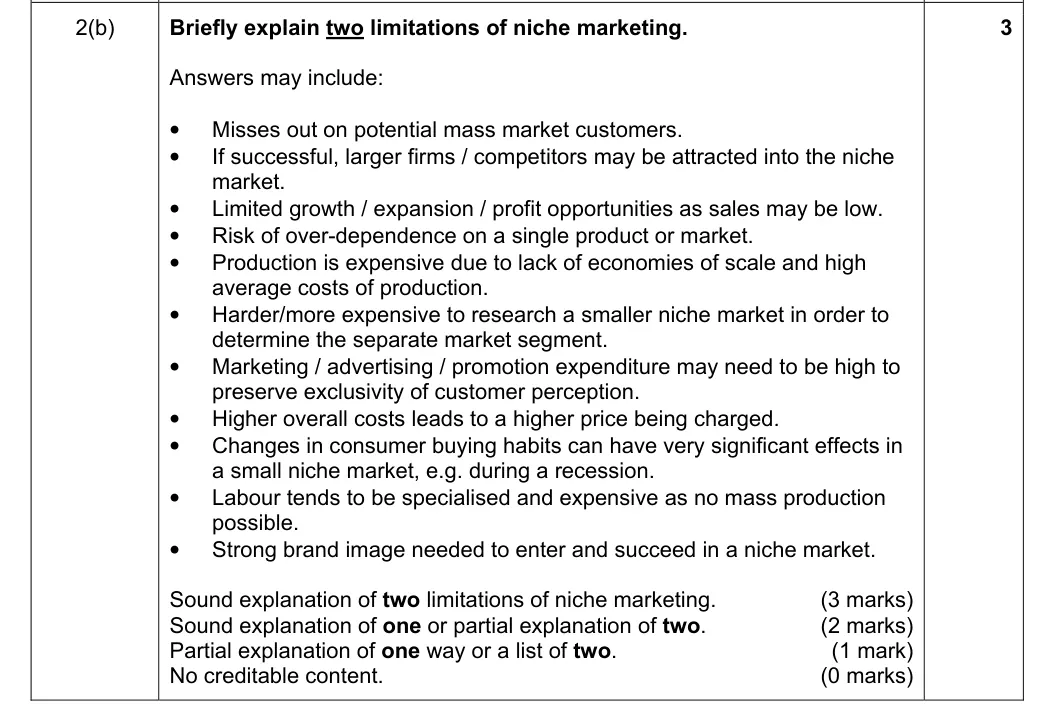 2(b) Briefly explain two limitations of niche marketing. 3
Answers may include:
• Misses out on potential mass market customers.
• If successful, larger firms / competitors may be attracted into the niche
market.
• Limited growth / expansion / profit opportunities as sales may be low.
• Risk of over-dependence on a single product or market.
• Production is expensive due to lack of economies of scale and high
average costs of production.
• Harder/more expensive to research a smaller niche market in order to
determine the separate market segment.
• Marketing / advertising / promotion expenditure may need to be high to
preserve exclusivity of customer perception.
• Higher overall costs leads to a higher price being charged.
• Changes in consumer buying habits can have very significant effects in
a small niche market, e.g. during a recession.
• Labour tends to be specialised and expensive as no mass production
possible.
• Strong brand image needed to enter and succeed in a niche market.
Sound explanation of two limitations of niche marketing. (3 marks)
Sound explanation of one or partial explanation of two. (2 marks)
Partial explanation of one way or a list of two. (1 mark)
No creditable content. (0 marks)